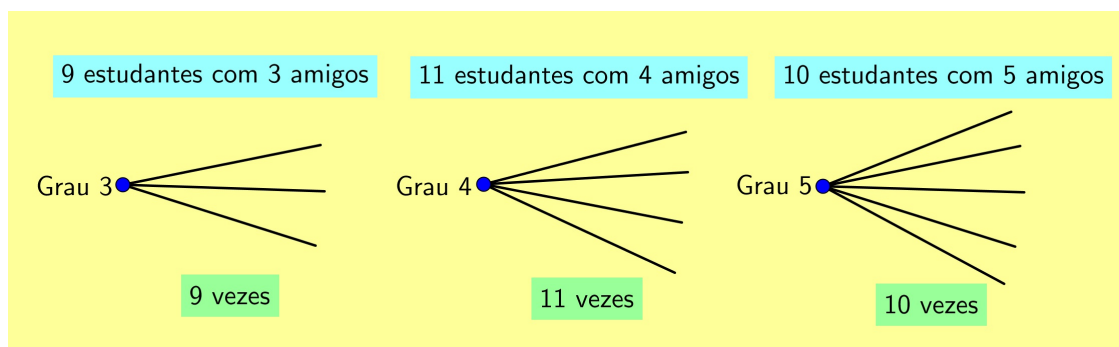 9 estudantes com 3 amigos
11 estudantes com 4 amigos
10 estudantes com 5 amigos
Grau 3
Grau 4
Grau 5
9 vezes
11 vezes
10 vezes